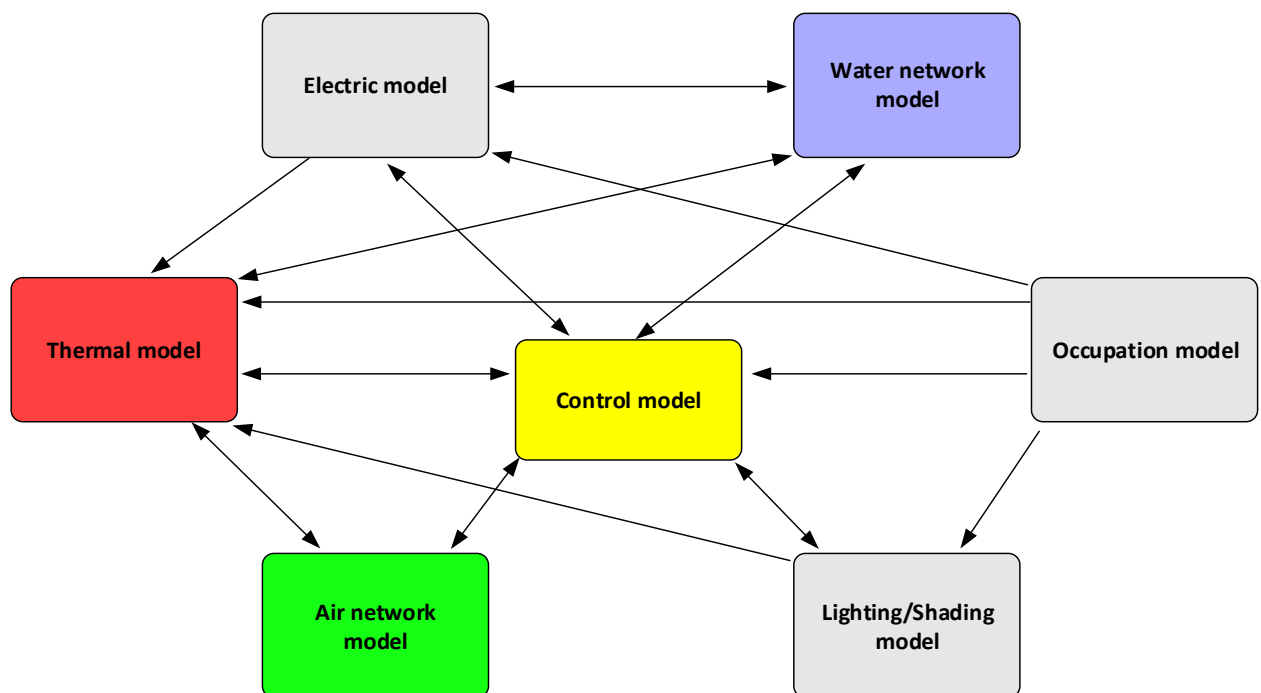 Electric model
Water network
model
Thermal model
Occupation model
Control model
Air network
model
Lighting/Shading
model